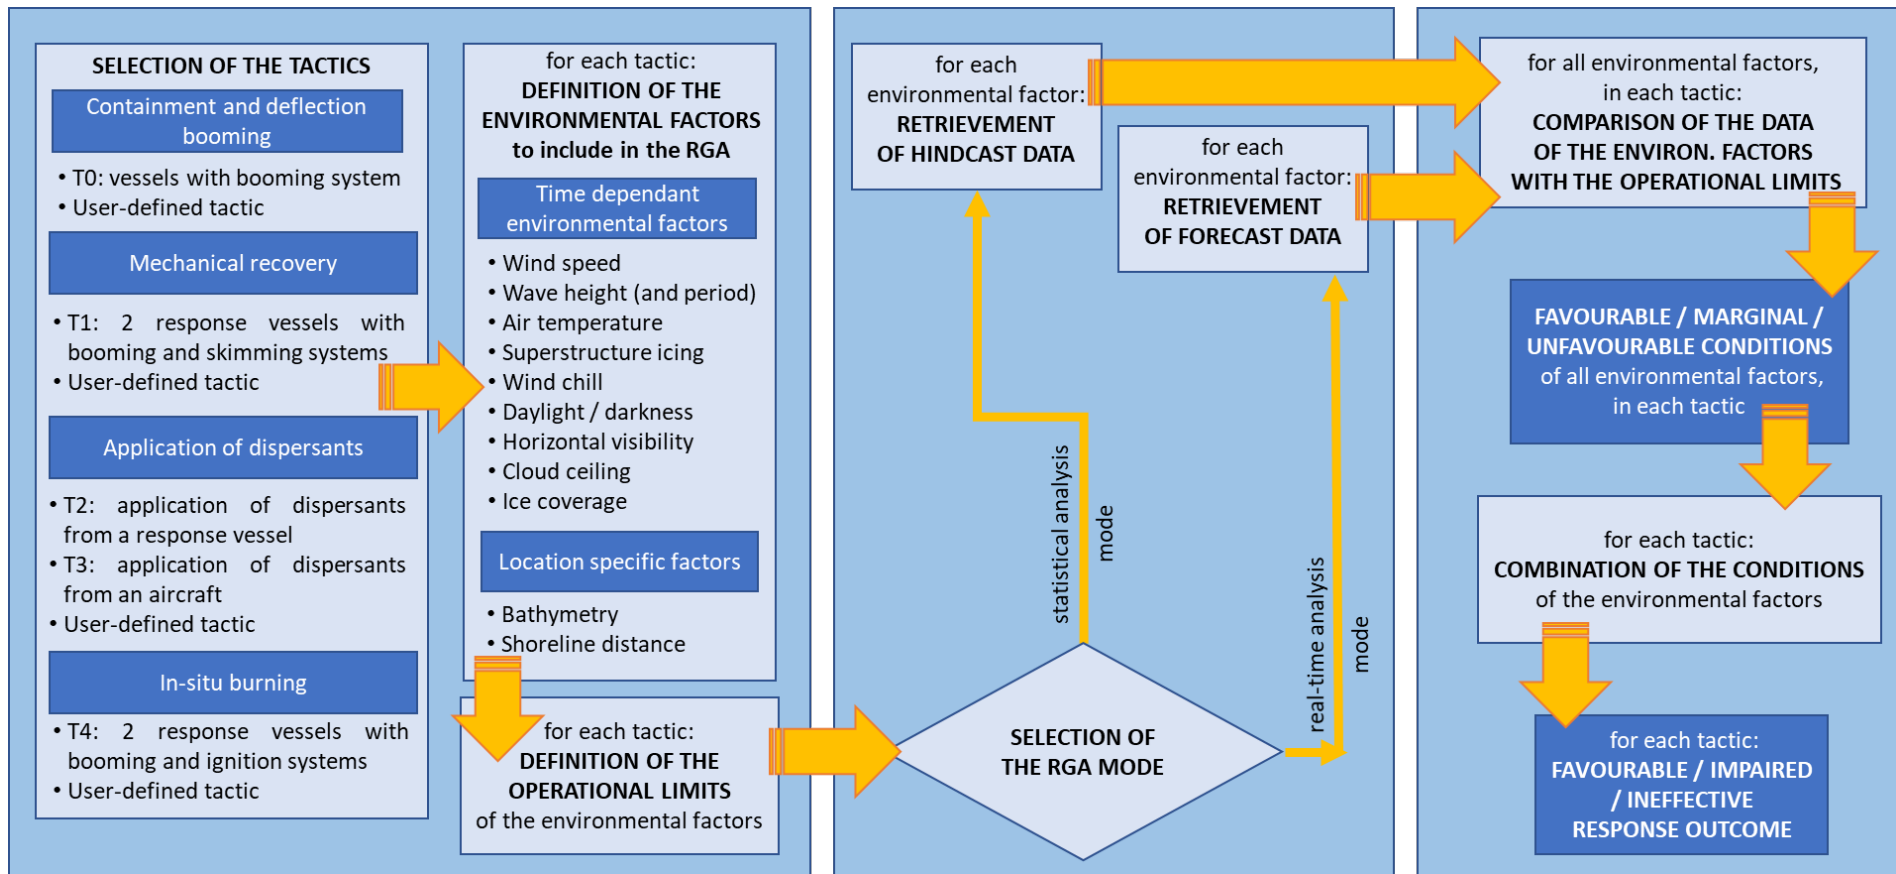 SELECTION OF THE TACTICS
Containment and deflection
booming
• T0: vessels with booming system
• User-defined tactic
Mechanical recovery
• T1: 2 response vessels with
booming and skimming systems
• User-defined tactic
Application of dispersants
• T2: application of dispersants
from a response vessel
• T3: application of dispersants
from an aircraft
• User-defined tactic
In-situ burning
• T4: 2 response vessels with
booming and ignition systems
• User-defined tactic
for each tactic:
DEFINITION OF THE
ENVIRONMENTAL FACTORS
to include in the RGA
Time dependant
environmental factors
• Wind speed
• Wave height (and period)
• Air temperature
• Superstructure icing
• Wind chill
• Daylight / darkness
• Horizontal visibility
• Cloud ceiling
• Ice coverage
Location specific factors
• Bathymetry
• Shoreline distance
for each tactic:
DEFINITION OF THE
OPERATIONAL LIMITS
of the environmental factors
SELECTION OF
THE RGA MODE
statistical analysis
mode
real-time analysis
mode
for each
environmental factor:
RETRIEVEMENT
OF HINDCAST DATA
for each
environmental factor:
RETRIEVEMENT
OF FORECAST DATA
for all environmental factors,
in each tactic:
COMPARISON OF THE DATA
OF THE ENVIRON. FACTORS
WITH THE OPERATIONAL LIMITS
FAVOURABLE / MARGINAL /
UNFAVOURABLE CONDITIONS
of all environmental factors,
in each tactic
for each tactic:
COMBINATION OF THE CONDITIONS
of the environmental factors
for each tactic:
FAVOURABLE / IMPAIRED
/ INEFFECTIVE
RESPONSE OUTCOME